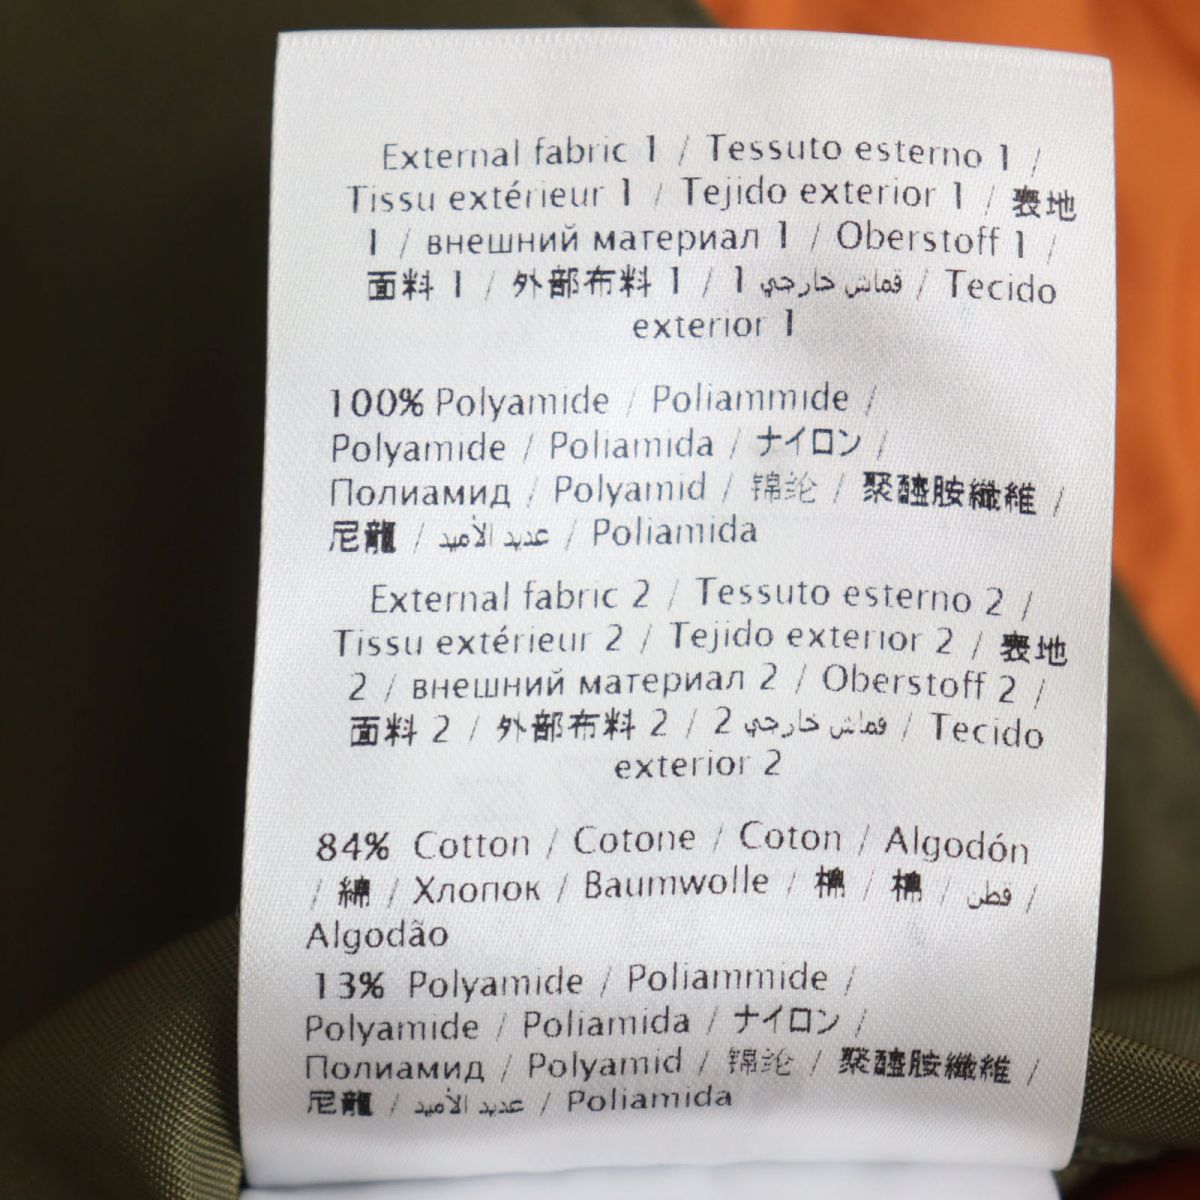 External fabric 1 / Tessuto esterno 1 /
Tissu extérieur 1 / Tejido exterior 1 / 表地
1 / внешний материал 1 / Oberstoff 1 /
面料 1 / 外部布料 1 / 1 قماش خارجي / Tecido
exterior 1
100% Polyamide / Poliammide /
Polyamide / Poliamida / ナイロン /
Полиамид / Polyamid / 锦纶 / 聚醯胺纖維 /
尼龍 / عديد الأميد / Poliamida
External fabric 2 / Tessuto esterno 2 /
Tissu extérieur 2 / Tejido exterior 2 / 表地
2 / внешний материал 2 / Oberstoff 2 /
面料 2 / 外部布料 2 / 2 قماش خارجي / Tecido
exterior 2
84% Cotton / Cotone / Coton / Algodón
/ 綿 / Хлопок / Baumwolle / 棉 / 棉 / قطن /
Algodão
13% Polyamide / Poliammide /
Polyamide / Poliamida / ナイロン /
Полиамид / Polyamid / 锦纶 / 聚醯胺纖維 /
尼龍 / عديد الأميد / Poliamida